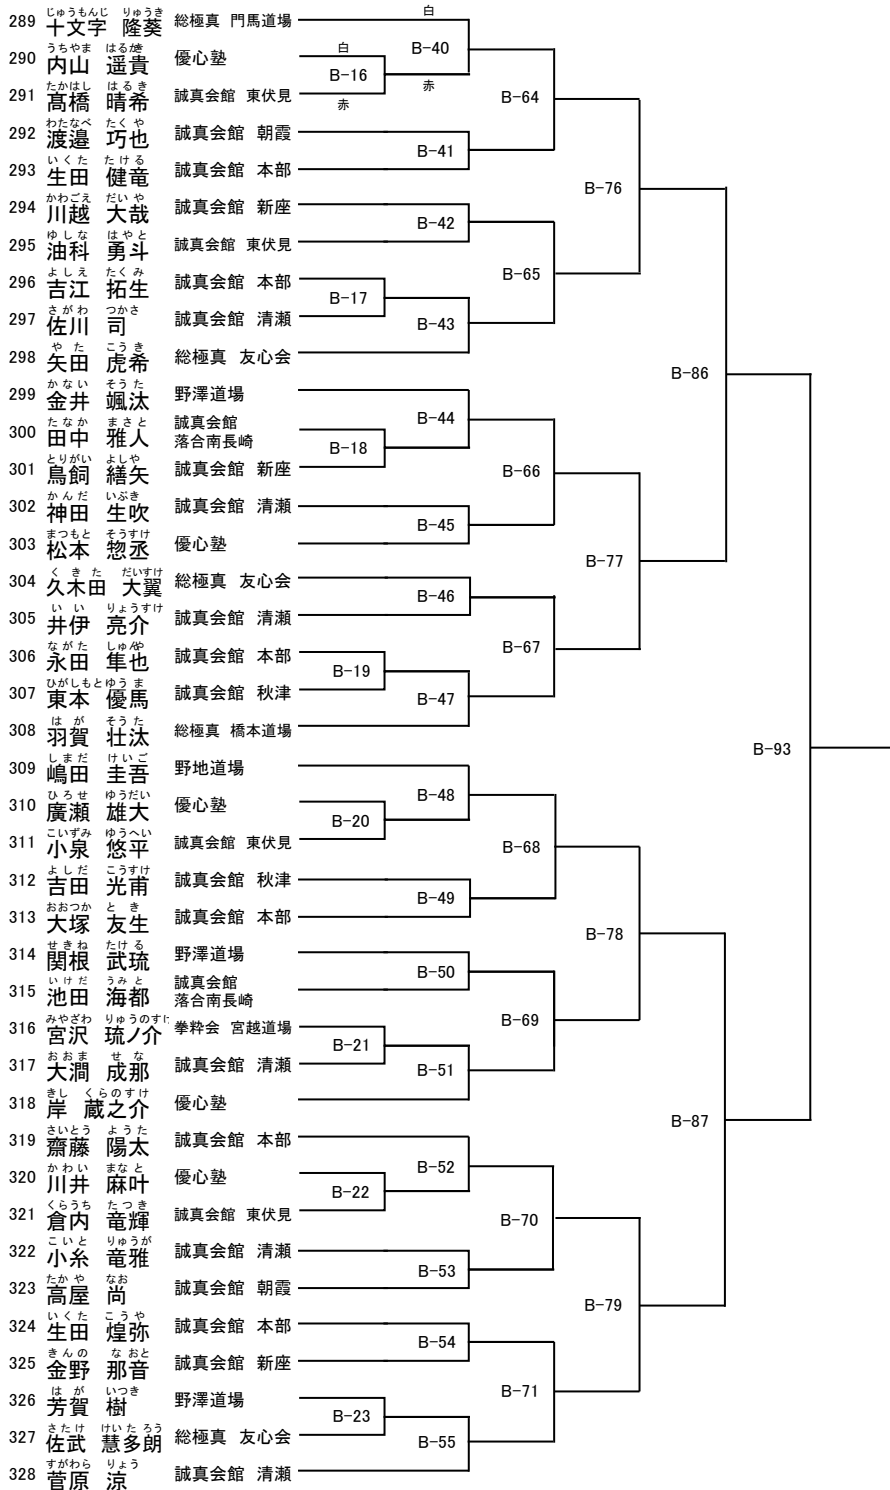 じゅうもんじ りゅうき
289 十文字 隆葵 総極真 門馬道場
白
B-40
うちやま はるき
290 内山 遥貴 優心塾
白
B-16
赤
赤
たかはし はるき
291 髙橋 晴希 誠真会館 東伏見
B-64
わたなべ たくや
292 渡邉 巧也 誠真会館 朝霞
B-41
いくた たける
293 生田 健竜 誠真会館 本部
B-76
かわごえ だいや
294 川越 大哉 誠真会館 新座
B-42
ゆしな はやと
295 油科 勇斗 誠真会館 東伏見
B-65
よしえ たくみ
296 吉江 拓生 誠真会館 本部
B-17
さがわ つかさ
297 佐川 司 誠真会館 清瀬
B-43
やた こうき
298 矢田 虎希 総極真 友心会
B-86
かない そうた
299 金井 颯汰 野澤道場
B-44
たなか まさと
300 田中 雅人 誠真会館
落合南長崎
B-18
とりがい よしや
301 鳥飼 繕矢 誠真会館 新座
B-66
かんだ いぶき
302 神田 生吹 誠真会館 清瀬
B-45
まつもと そうすけ
303 松本 惣丞 優心塾
B-77
くきた だいすけ
304 久木田 大翼 総極真 友心会
B-46
いい りょうすけ
305 井伊 亮介 誠真会館 清瀬
B-67
ながた しゅんや
306 永田 隼也 誠真会館 本部
B-19
ひがしもと ゆうま
307 東本 優馬 誠真会館 秋津
B-47
はが そうた
308 羽賀 壮汰 総極真 橋本道場
B-93
しまだ けいご
309 嶋田 圭吾 野地道場
B-48
ひろせ ゆうだい
310 廣瀬 雄大 優心塾
B-20
こいずみ ゆうへい
311 小泉 悠平 誠真会館 東伏見
B-68
よしだ こうすけ
312 吉田 光甫 誠真会館 秋津
B-49
おおつか とき
313 大塚 友生 誠真会館 本部
B-78
せきね たける
314 関根 武琉 野澤道場
B-50
いけだ うみと
315 池田 海都 誠真会館
落合南長崎
B-69
みやざわ りゅうのすけ
316 宮沢 琉ノ介 拳粋会 宮越道場
B-21
おおま せな
317 大澗 成那 誠真会館 清瀬
B-51
きし くらのすけ
318 岸 蔵之介 優心塾
B-87
さいとう ようた
319 齋藤 陽太 誠真会館 本部
B-52
かわい まなと
320 川井 麻叶 優心塾
B-22
くらうち たつき
321 倉内 竜輝 誠真会館 東伏見
B-70
こいと りゅうが
322 小糸 竜雅 誠真会館 清瀬
B-53
たかや なお
323 高屋 尚 誠真会館 朝霞
B-79
いくた こうや
324 生田 煌弥 誠真会館 本部
B-54
きんの なおと
325 金野 那音 誠真会館 新座
B-71
はが いつき
326 芳賀 樹 野澤道場
B-23
さたけ けいたろう
327 佐武 慧多朗 総極真 友心会
B-55
すがわら りょう
328 菅原 涼 誠真会館 清瀬